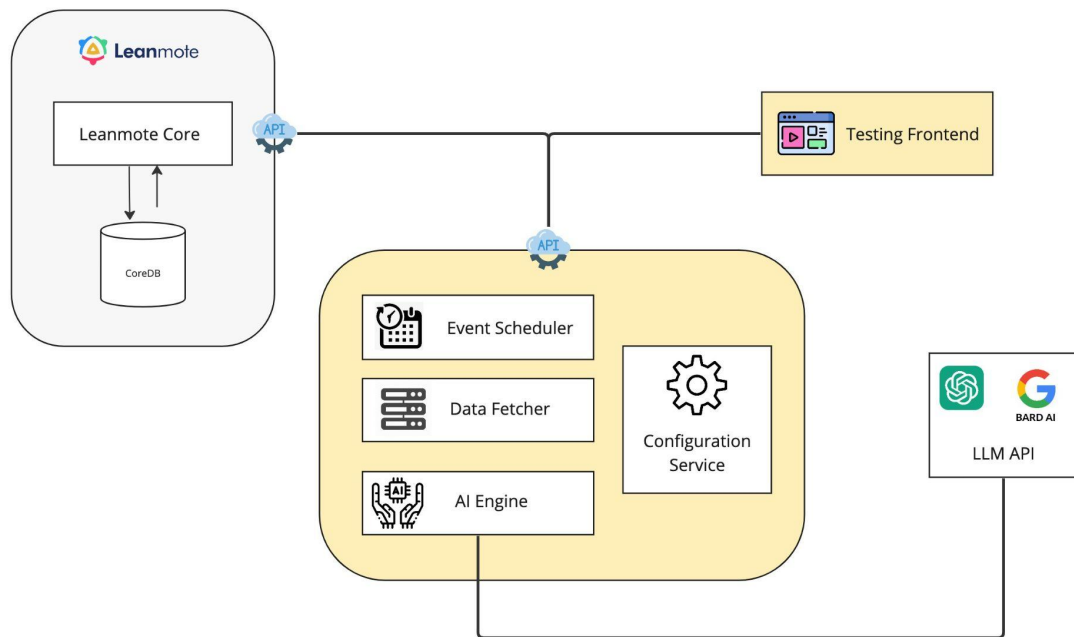 Leanmote
Leanmote Core
API
CoreDB
Testing Frontend
API
Event Scheduler
Data Fetcher
AI
AI Engine
Configuration
Service
BARD AI
LLM API